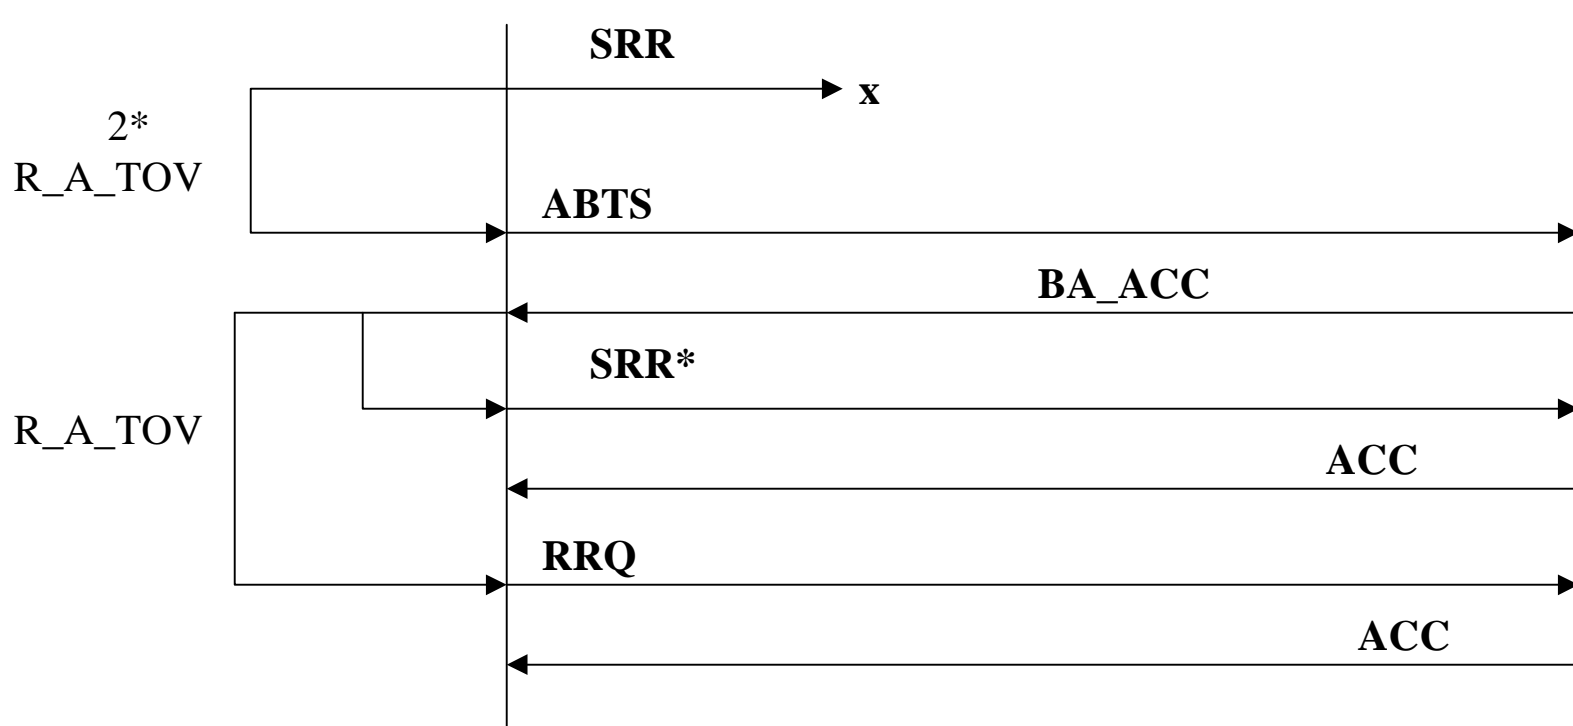 SRR
x
2*
R_A_TOV
ABTS
BA_ACC
SRR*
R_A_TOV
ACC
RRQ
ACC